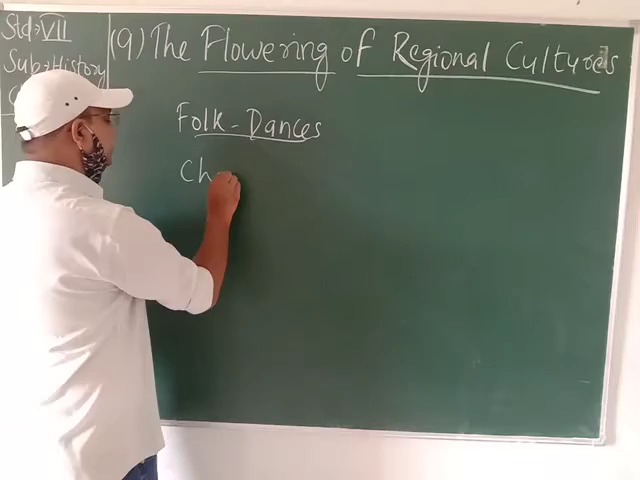 Std→VII
Sub→History
(9) The Flowering of Regional Cultures
Folk-Dances
Ch